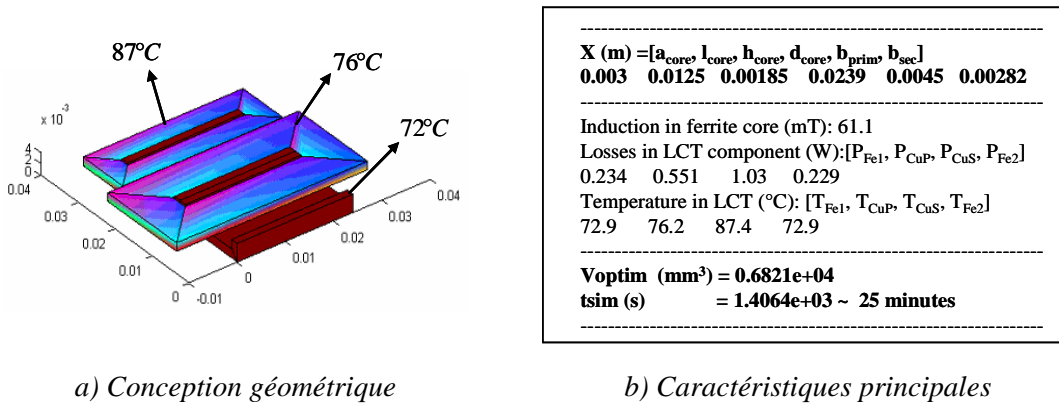 87°C
76°C
72°C
x 10⁻³
4
2
0
0.04
0.03
0.02
0.01
0
-0.01
0
0.01
0.02
0.03
0.04
a) Conception géométrique
X (m) =[a_core, l_core, h_core, d_core, b_prim, b_sec]
0.003 0.0125 0.00185 0.0239 0.0045 0.00282
Induction in ferrite core (mT): 61.1
Losses in LCT component (W):[P_Fe1, P_CuP, P_CuS, P_Fe2]
0.234 0.551 1.03 0.229
Temperature in LCT (°C): [T_Fe1, T_CuP, T_CuS, T_Fe2]
72.9 76.2 87.4 72.9
Voptim (mm³) = 0.6821e+04
tsim (s) = 1.4064e+03 ~ 25 minutes
b) Caractéristiques principales